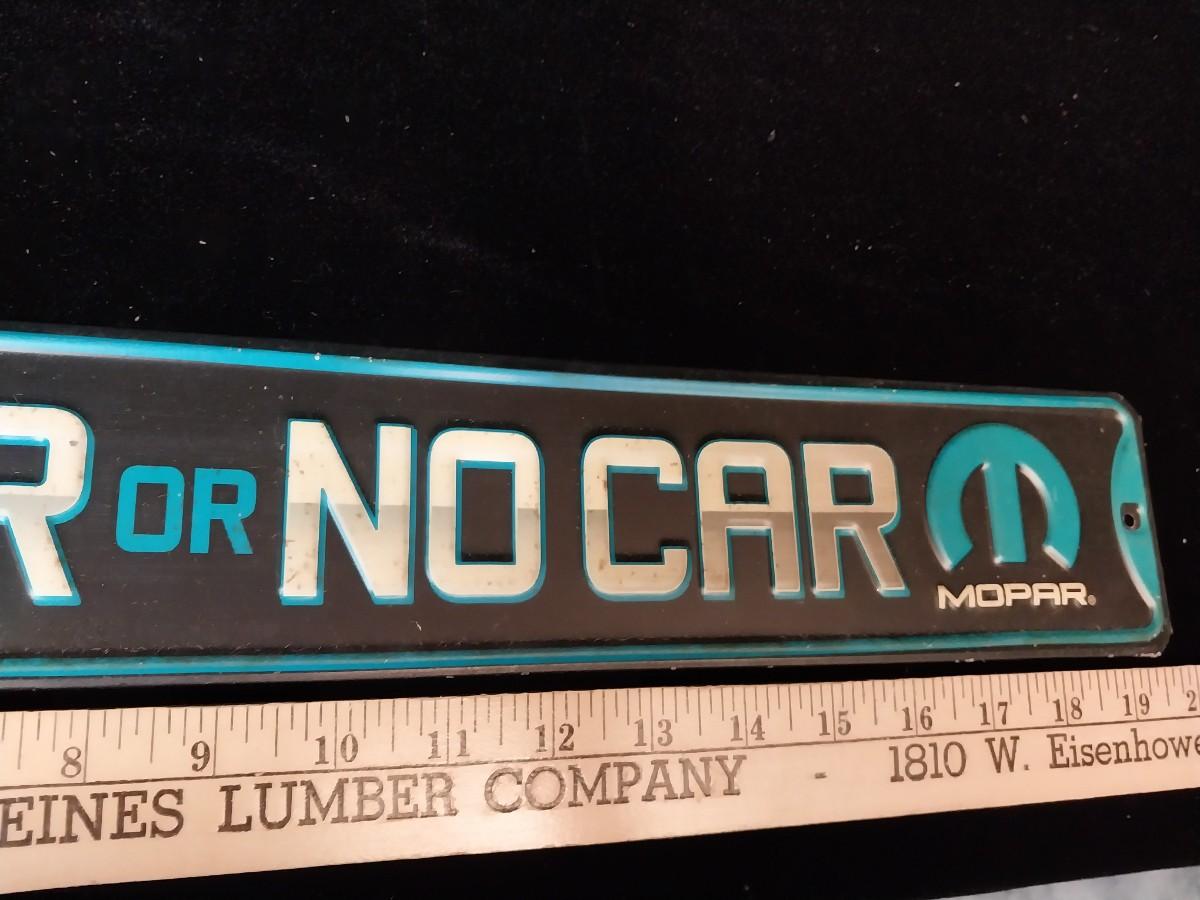 R OR NO CAR
MOPAR®
8 9 10 11 12 13 14 15 16 17 18 19 2
EINES LUMBER COMPANY - 1810 W. Eisenhowe